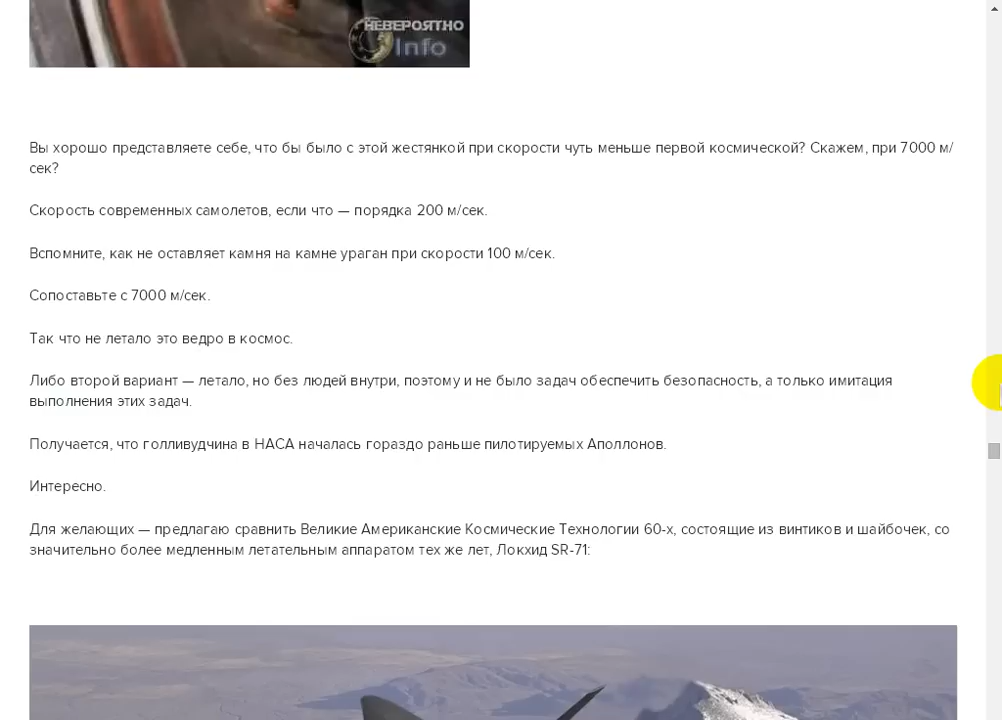 НЕВЕРОЯТНО
Info
Вы хорошо представляете себе, что бы было с этой жестянкой при скорости чуть меньше первой космической? Скажем, при 7000 м/
сек?
Скорость современных самолетов, если что — порядка 200 м/сек.
Вспомните, как не оставляет камня на камне ураган при скорости 100 м/сек.
Сопоставьте с 7000 м/сек.
Так что не летало это ведро в космос.
Либо второй вариант — летало, но без людей внутри, поэтому и не было задач обеспечить безопасность, а только имитация
выполнения этих задач.
Получается, что голливудчина в НАСА началась гораздо раньше пилотируемых Аполлонов.
Интересно.
Для желающих — предлагаю сравнить Великие Американские Космические Технологии 60-х, состоящие из винтиков и шайбочек, со
значительно более медленным летательным аппаратом тех же лет, Локхид SR-71: